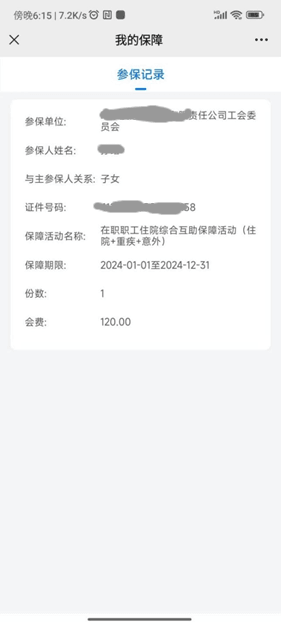 傍晚6:15 | 7.2K/s
我的保障
参保记录
参保单位:
责任公司工会委
员会
参保人姓名:
与主参保人关系: 子女
证件号码: 58
保障活动名称: 在职职工住院综合互助保障活动（住
院+重疾+意外）
保障期限: 2024-01-01至2024-12-31
份数: 1
会费: 120.00